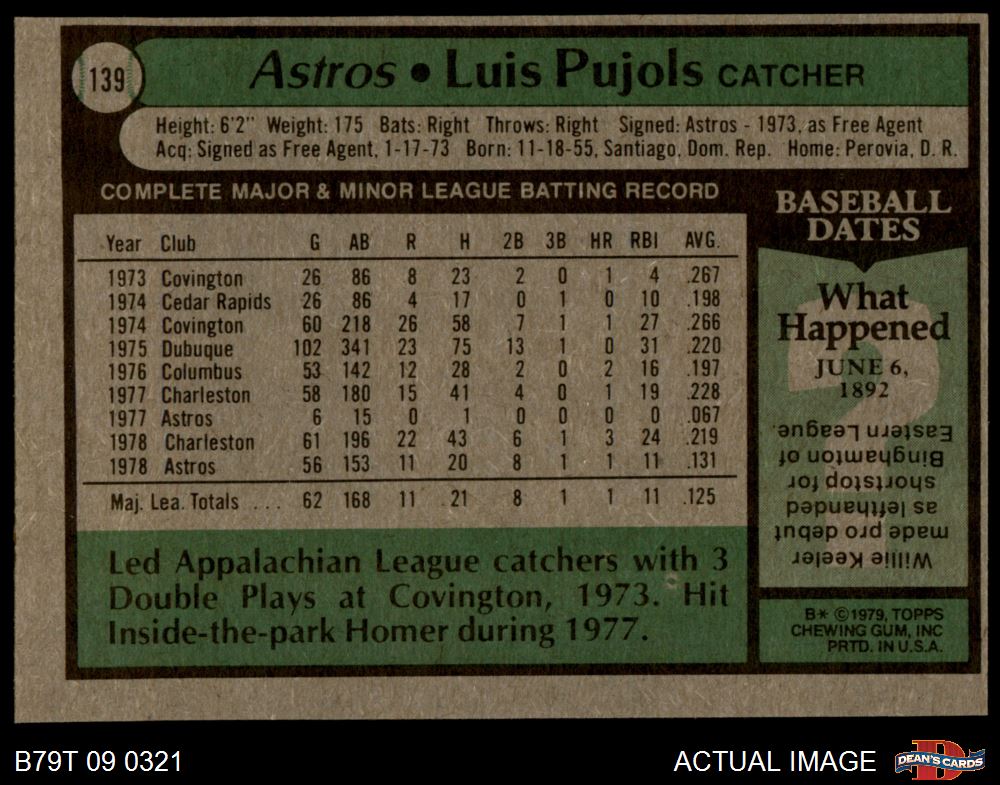 139
Astros • Luis Pujols CATCHER
Height: 6'2" Weight: 175 Bats: Right Throws: Right Signed: Astros - 1973, as Free Agent
Acq: Signed as Free Agent, 1-17-73 Born: 11-18-55, Santiago, Dom. Rep. Home: Perovia, D. R.
COMPLETE MAJOR & MINOR LEAGUE BATTING RECORD
Year Club G AB R H 2B 3B HR RBI AVG.
1973 Covington 26 86 8 23 2 0 1 4 .267
1974 Cedar Rapids 26 86 4 17 0 1 0 10 .198
1974 Covington 60 218 26 58 7 1 1 27 .266
1975 Dubuque 102 341 23 75 13 1 0 31 .220
1976 Columbus 53 142 12 28 2 0 2 16 .197
1977 Charleston 58 180 15 41 4 0 1 19 .228
1977 Astros 6 15 0 1 0 0 0 0 .067
1978 Charleston 61 196 22 43 6 1 3 24 .219
1978 Astros 56 153 11 20 8 1 1 11 .131
Maj. Lea. Totals ... 62 168 11 21 8 1 1 11 .125
Led Appalachian League catchers with 3
Double Plays at Covington, 1973. Hit
Inside-the-park Homer during 1977.
BASEBALL
DATES
What
Happened
JUNE 6,
1892
Willie Keeler
made pro debut
as lefthanded
shortstop for
Binghamton of
Eastern League.
B* ©1979, TOPPS
CHEWING GUM, INC
PRTD. IN U.S.A.
B79T 09 0321
ACTUAL IMAGE
DEAN'S CARDS